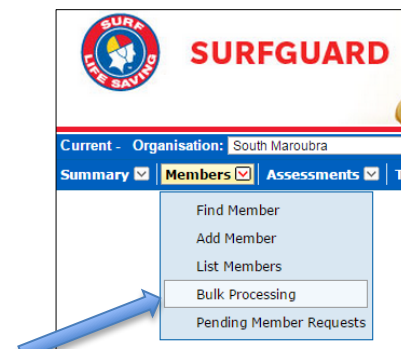 SURF
LIFE SAVING
SURFGUARD
Current - Organisation: South Maroubra
Summary Members Assessments T
Find Member
Add Member
List Members
Bulk Processing
Pending Member Requests